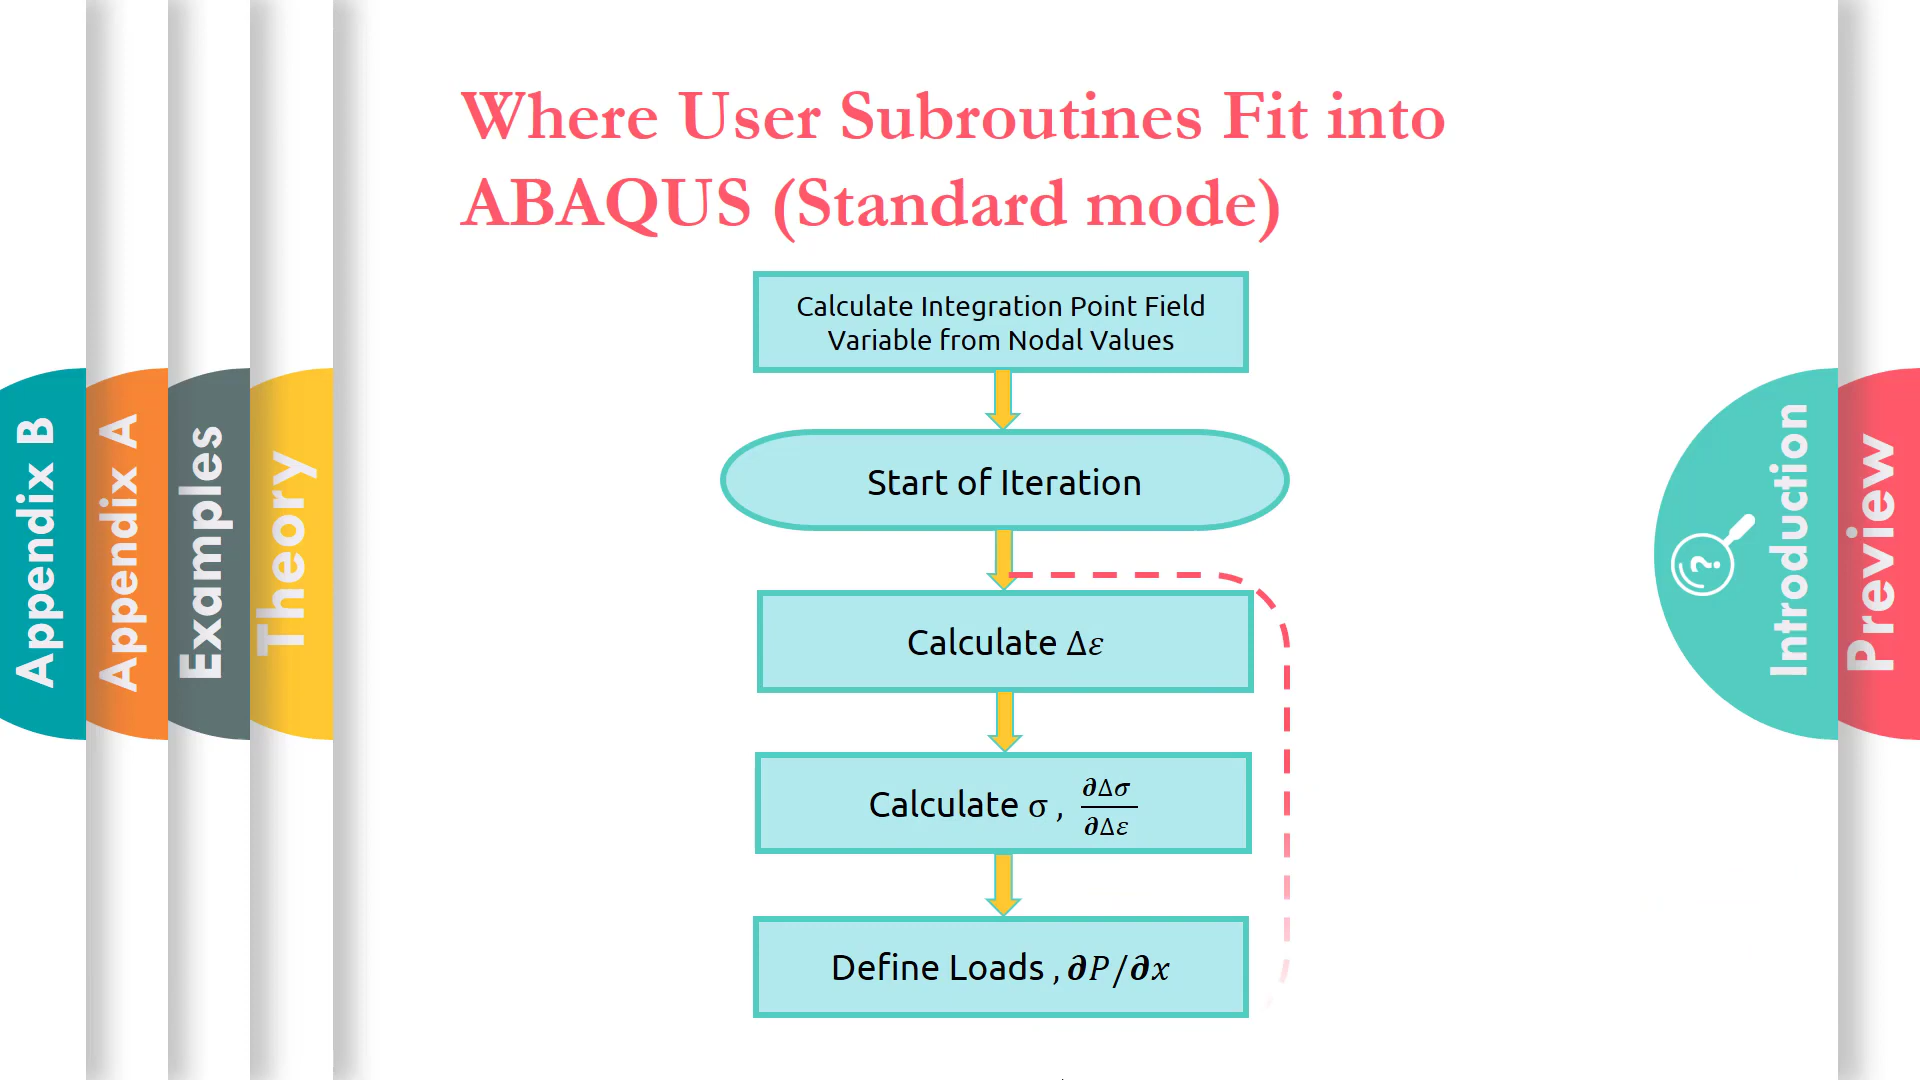 Where User Subroutines Fit into
ABAQUS (Standard mode)
Calculate Integration Point Field
Variable from Nodal Values
Start of Iteration
Calculate Δε
Calculate σ , ∂Δσ/∂Δε
Define Loads , ∂P/∂x
Appendix B
Appendix A
Examples
Theory
?
Introduction
Preview